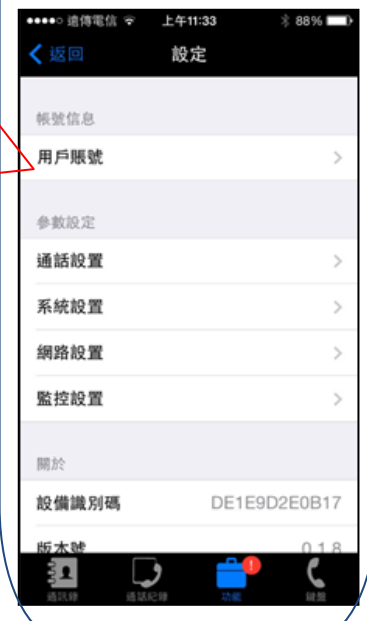 遠傳電信 上午11:33 88%
返回 設定
帳號信息
用戶賬號
參數設定
通話設置
系統設置
網路設置
監控設置
關於
設備識別碼 DE1E9D2E0B17
版本號 0.1.8
!
通訊錄 通話紀錄 功能 鍵盤